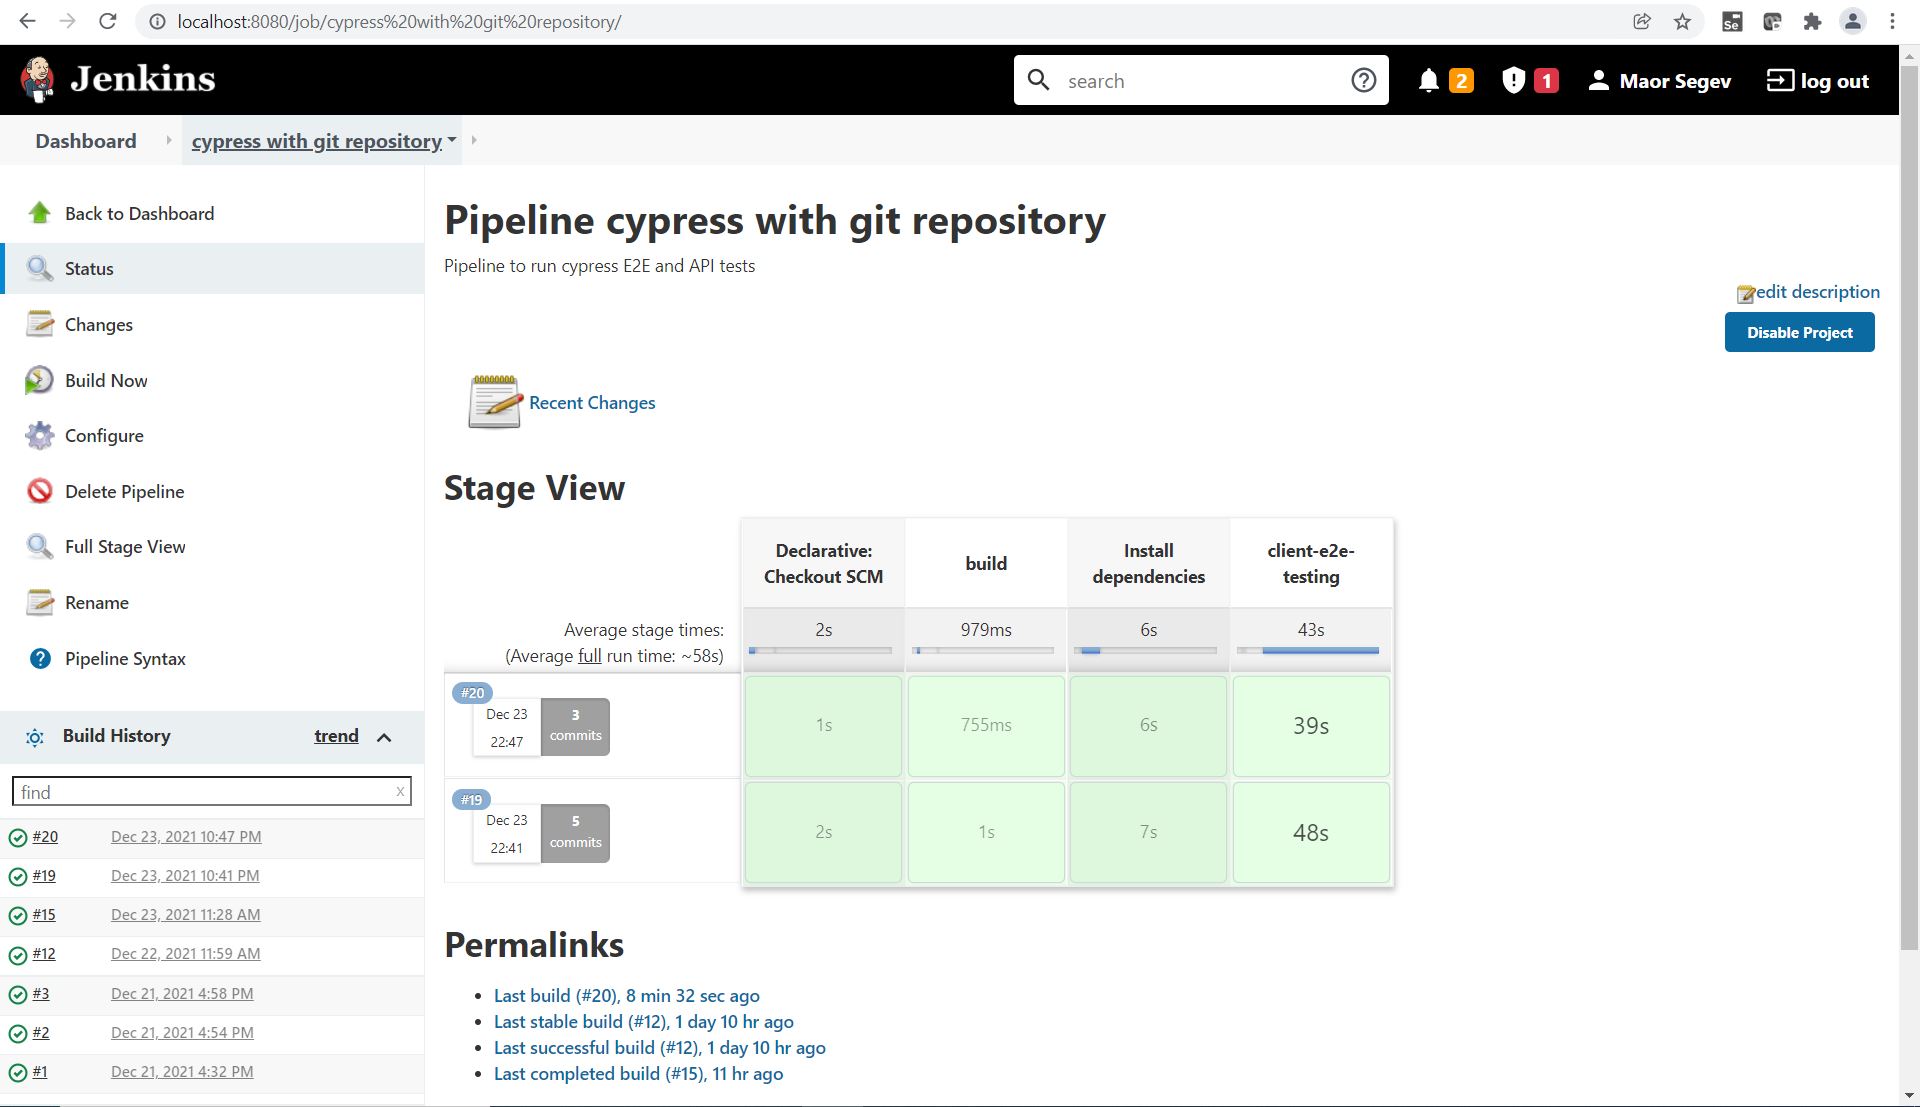 localhost:8080/job/cypress%20with%20git%20repository/
Jenkins
search
2
1
Maor Segev
log out
Dashboard
cypress with git repository
Back to Dashboard
Status
Changes
Build Now
Configure
Delete Pipeline
Full Stage View
Rename
Pipeline Syntax
Build History
trend
find
x
#20 Dec 23, 2021 10:47 PM
#19 Dec 23, 2021 10:41 PM
#15 Dec 23, 2021 11:28 AM
#12 Dec 22, 2021 11:59 AM
#3 Dec 21, 2021 4:58 PM
#2 Dec 21, 2021 4:54 PM
#1 Dec 21, 2021 4:32 PM
Pipeline cypress with git repository
Pipeline to run cypress E2E and API tests
edit description
Disable Project
Recent Changes
Stage View
Declarative:
Checkout SCM
build
Install
dependencies
client-e2e-
testing
Average stage times:
(Average full run time: ~58s)
2s
979ms
6s
43s
#20
Dec 23
22:47
3
commits
1s
755ms
6s
39s
#19
Dec 23
22:41
5
commits
2s
1s
7s
48s
Permalinks
Last build (#20), 8 min 32 sec ago
Last stable build (#12), 1 day 10 hr ago
Last successful build (#12), 1 day 10 hr ago
Last completed build (#15), 11 hr ago